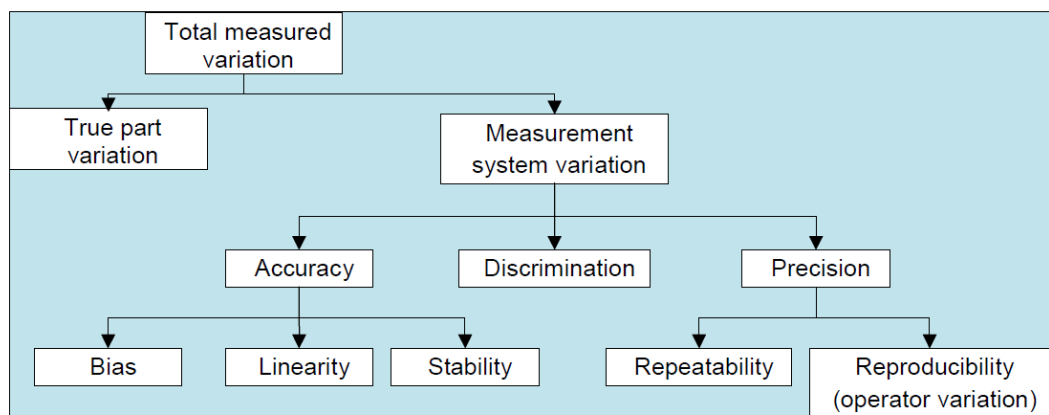 Total measured
variation
True part
variation
Measurement
system variation
Accuracy
Discrimination
Precision
Bias
Linearity
Stability
Repeatability
Reproducibility
(operator variation)